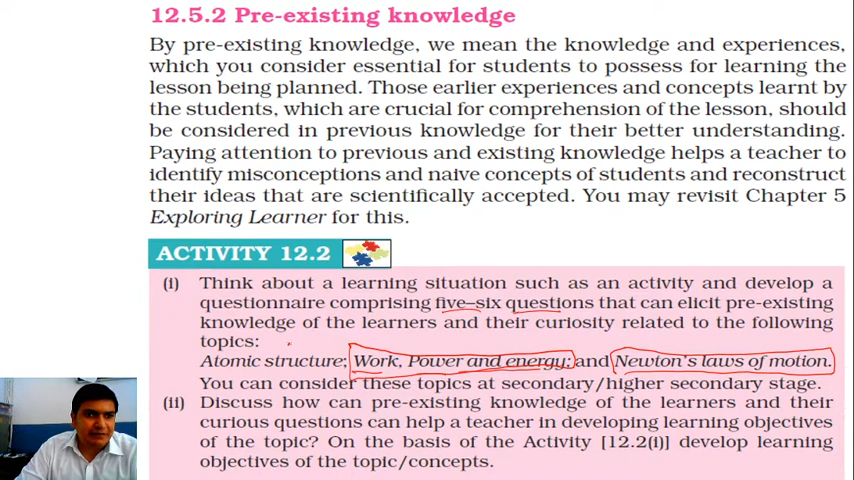 12.5.2 Pre-existing knowledge
By pre-existing knowledge, we mean the knowledge and experiences,
which you consider essential for students to possess for learning the
lesson being planned. Those earlier experiences and concepts learnt by
the students, which are crucial for comprehension of the lesson, should
be considered in previous knowledge for their better understanding.
Paying attention to previous and existing knowledge helps a teacher to
identify misconceptions and naive concepts of students and reconstruct
their ideas that are scientifically accepted. You may revisit Chapter 5
Exploring Learner for this.
ACTIVITY 12.2
(i) Think about a learning situation such as an activity and develop a
questionnaire comprising five–six questions that can elicit pre-existing
knowledge of the learners and their curiosity related to the following
topics:
Atomic structure; Work, Power and energy; and Newton's laws of motion.
You can consider these topics at secondary/higher secondary stage.
(ii) Discuss how can pre-existing knowledge of the learners and their
curious questions can help a teacher in developing learning objectives
of the topic? On the basis of the Activity [12.2(i)] develop learning
objectives of the topic/concepts.